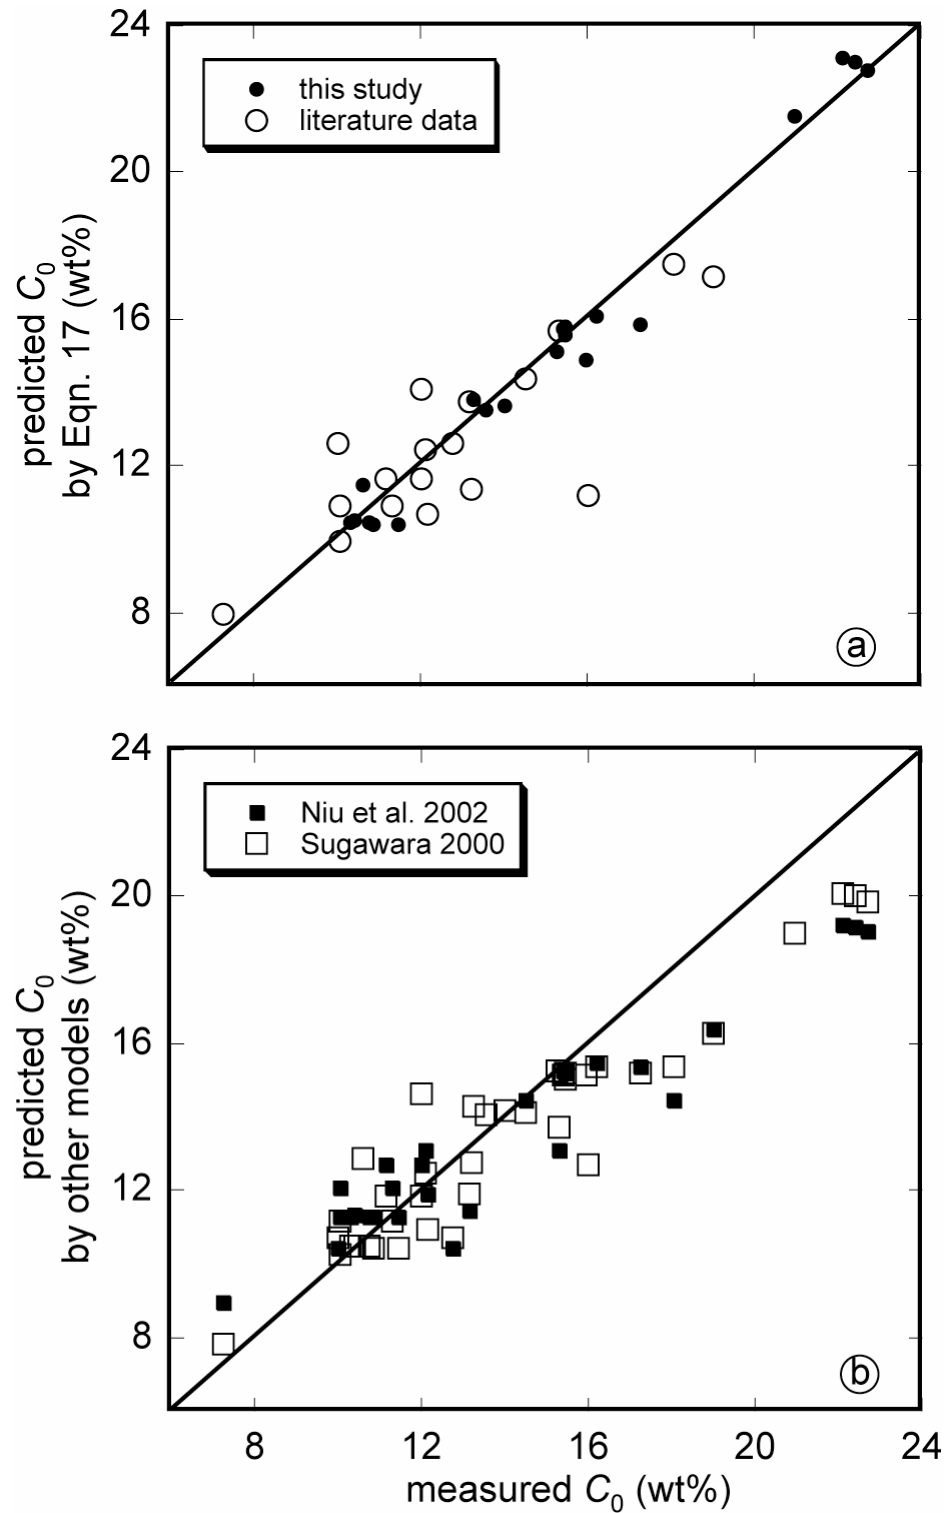 24
this study
literature data
20
16
12
8
predicted C0
by Eqn. 17 (wt%)
a
24
Niu et al. 2002
Sugawara 2000
20
16
12
8
predicted C0
by other models (wt%)
b
8 12 16 20 24
measured C0 (wt%)